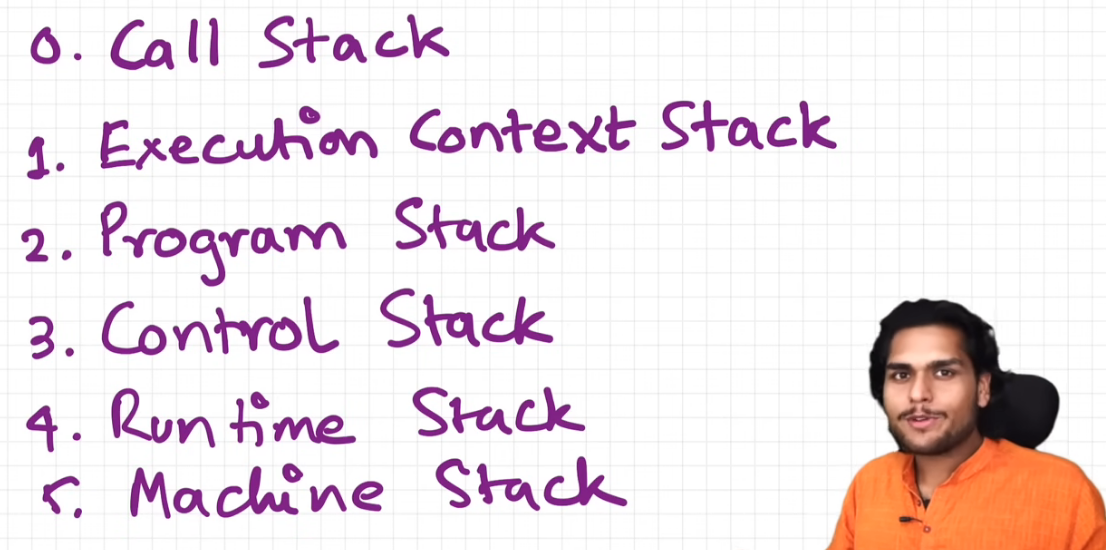 0. Call Stack
1. Execution Context Stack
2. Program Stack
3. Control Stack
4. Runtime Stack
5. Machine Stack